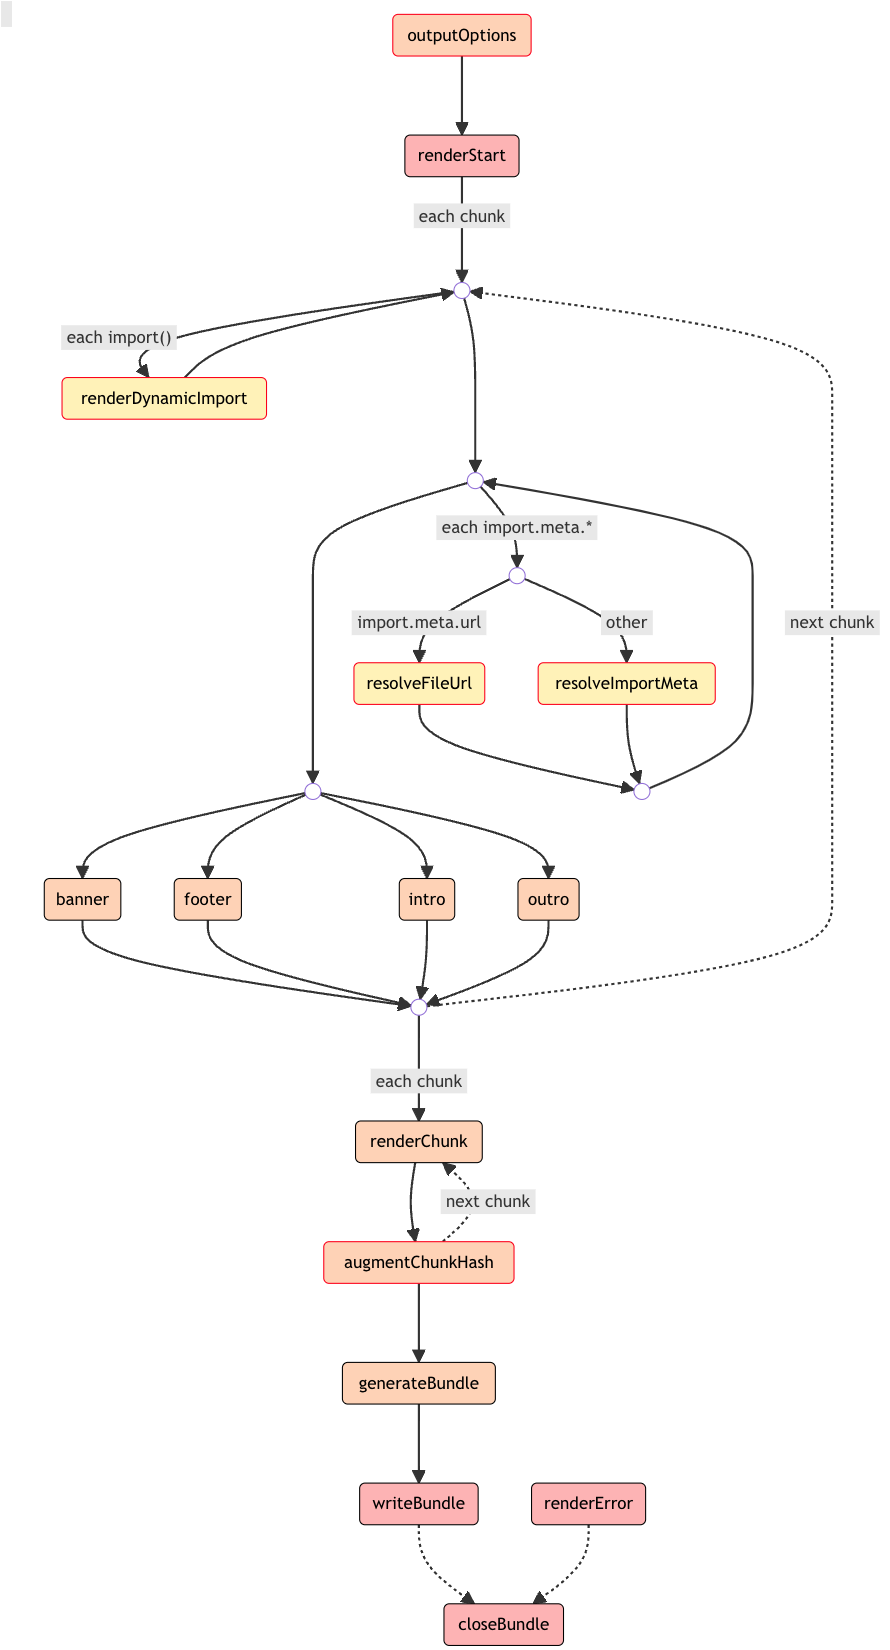 outputOptions
renderStart
each chunk
each import()
renderDynamicImport
each import.meta.*
import.meta.url
other
next chunk
resolveFileUrl
resolveImportMeta
banner
footer
intro
outro
each chunk
renderChunk
next chunk
augmentChunkHash
generateBundle
writeBundle
renderError
closeBundle